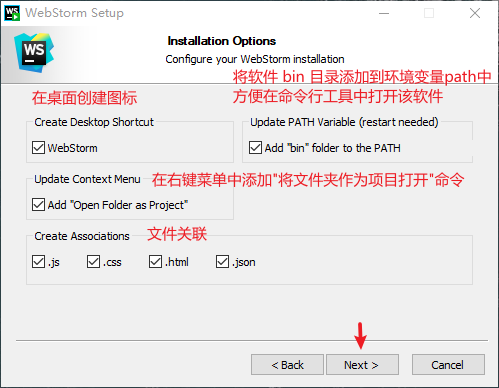 WebStorm Setup
WS
Installation Options
Configure your WebStorm installation
将软件 bin 目录添加到环境变量path中
方便在命令行工具中打开该软件
在桌面创建图标
Create Desktop Shortcut
WebStorm
Update PATH Variable (restart needed)
Add "bin" folder to the PATH
Update Context Menu
Add "Open Folder as Project"
在右键菜单中添加"将文件夹作为项目打开"命令
Create Associations
文件关联
.js .css .html .json
< Back Next > Cancel